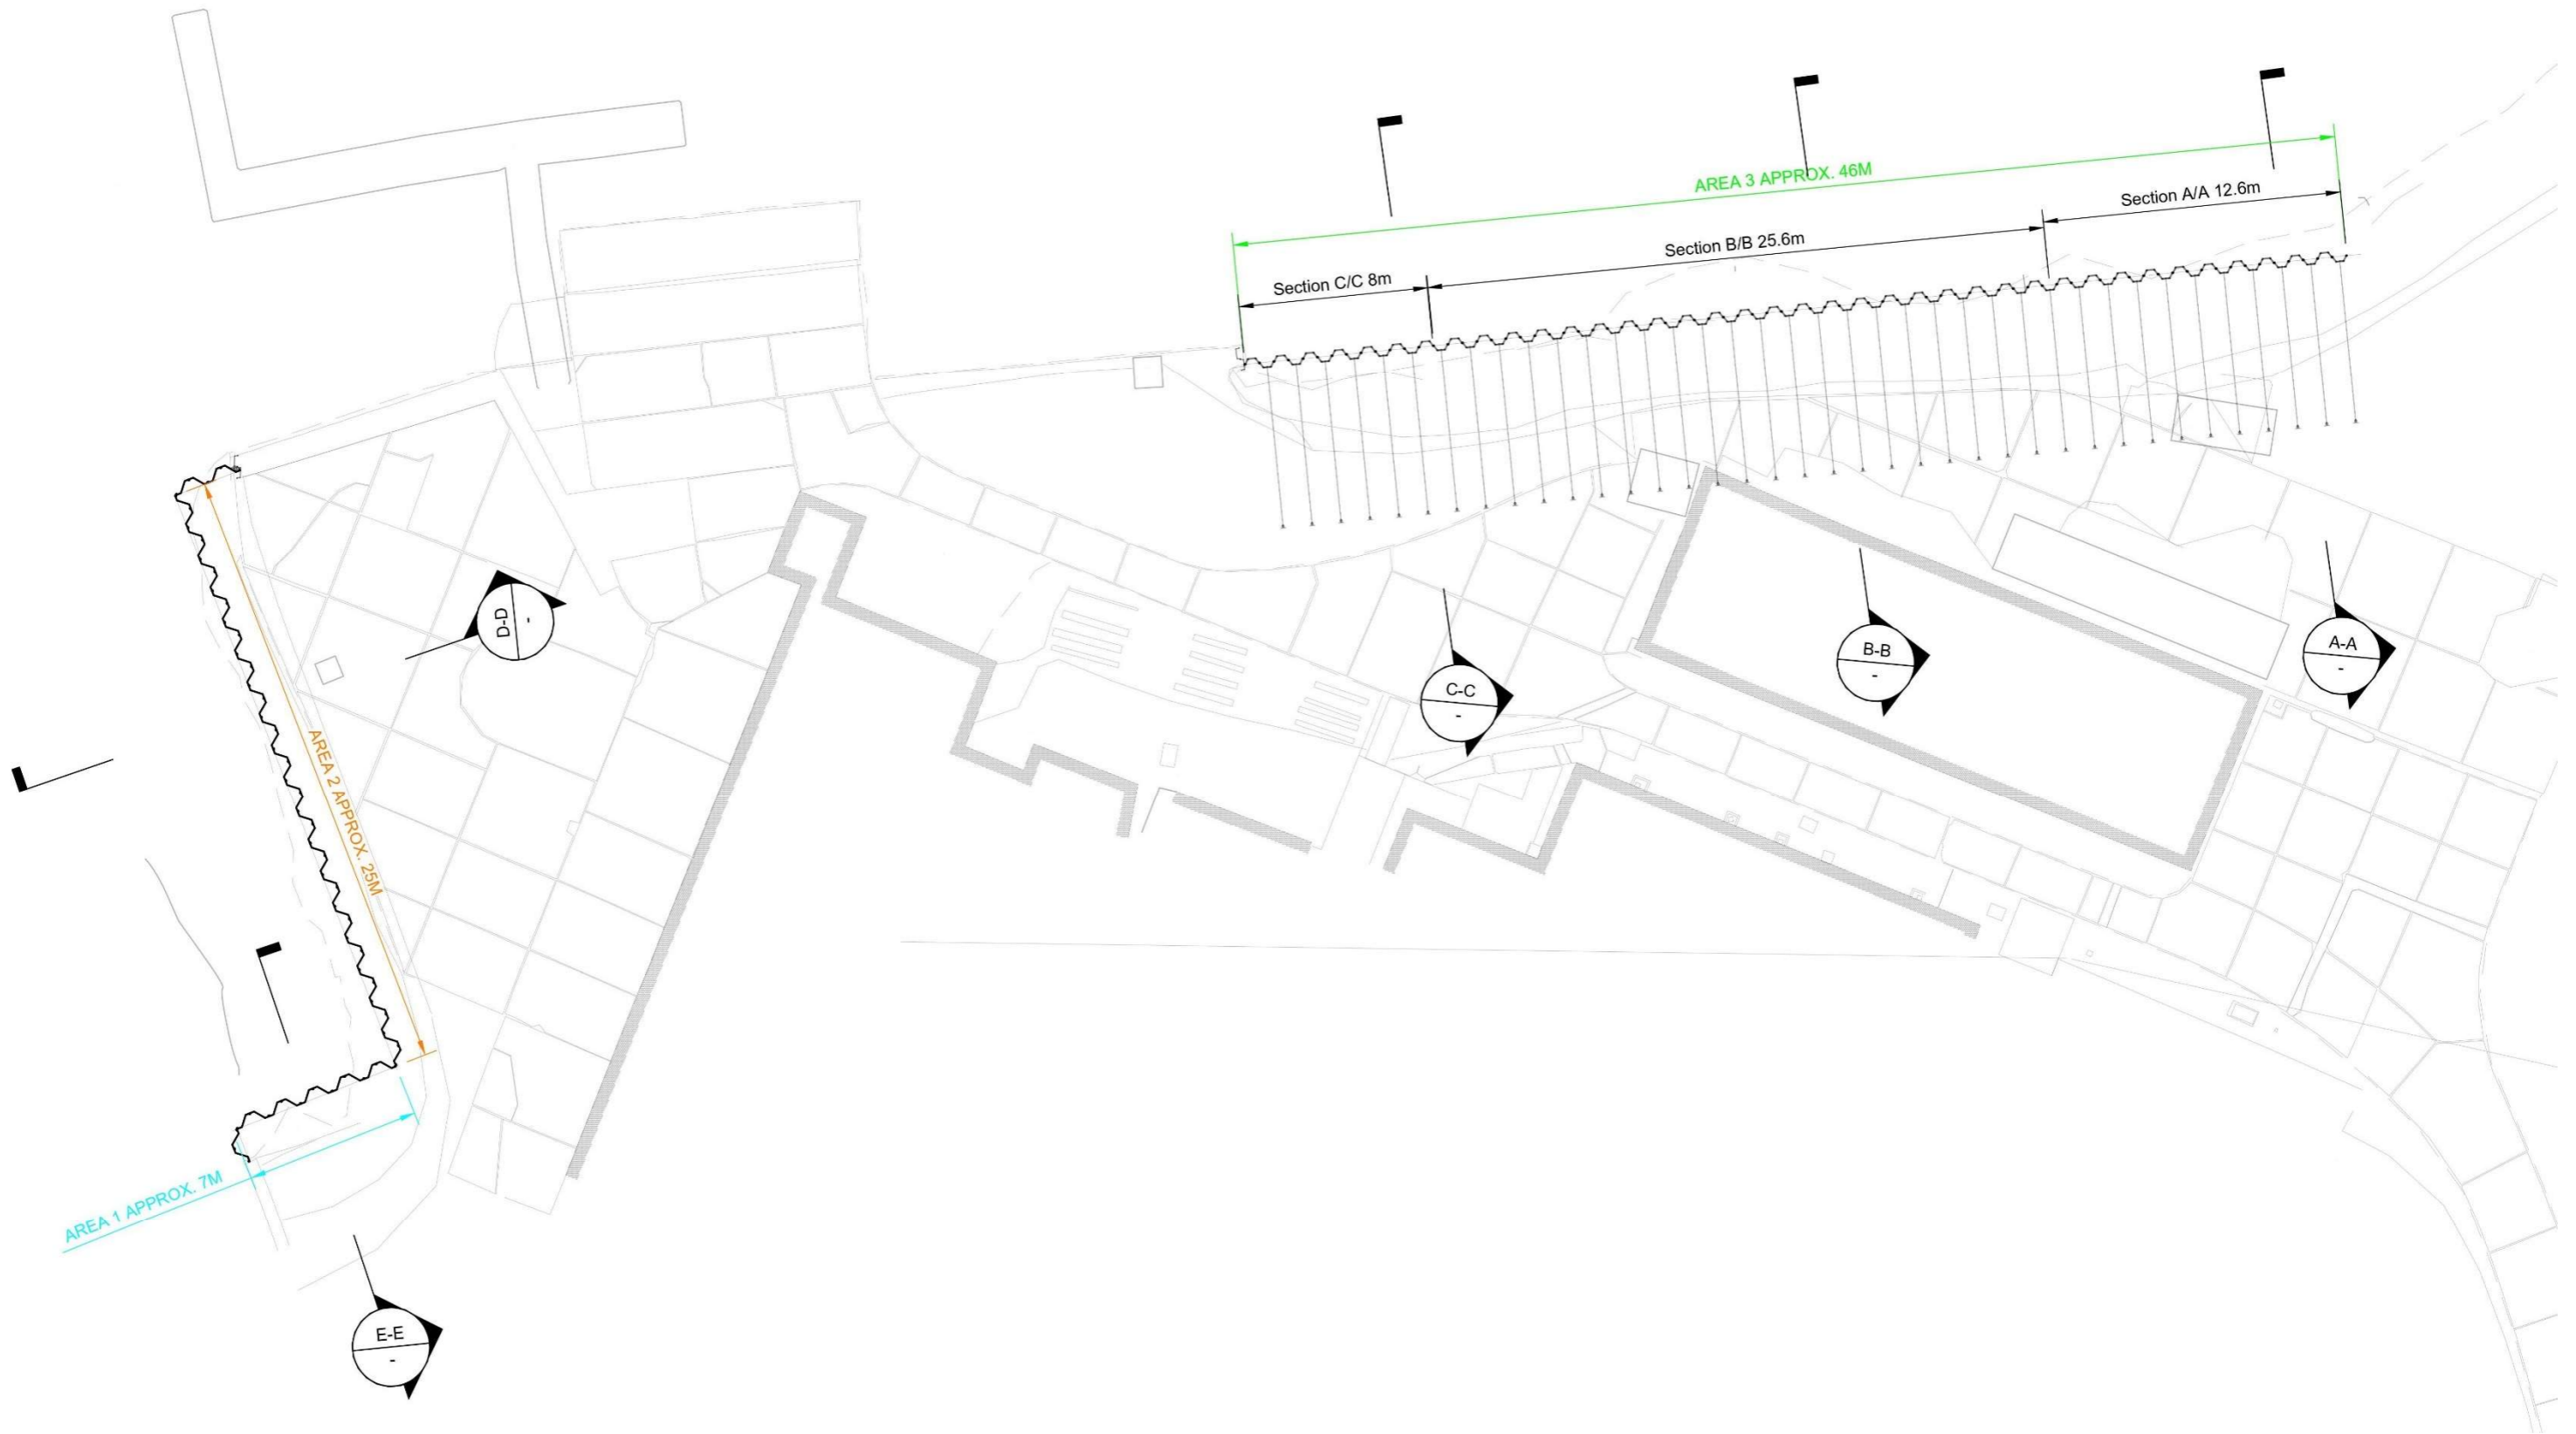 AREA 3 APPROX. 46M
Section A/A 12.6m
Section B/B 25.6m
Section C/C 8m
D-D
-
A-A
-
B-B
-
C-C
-
AREA 2 APPROX. 25M
AREA 1 APPROX. 7M
E-E
-